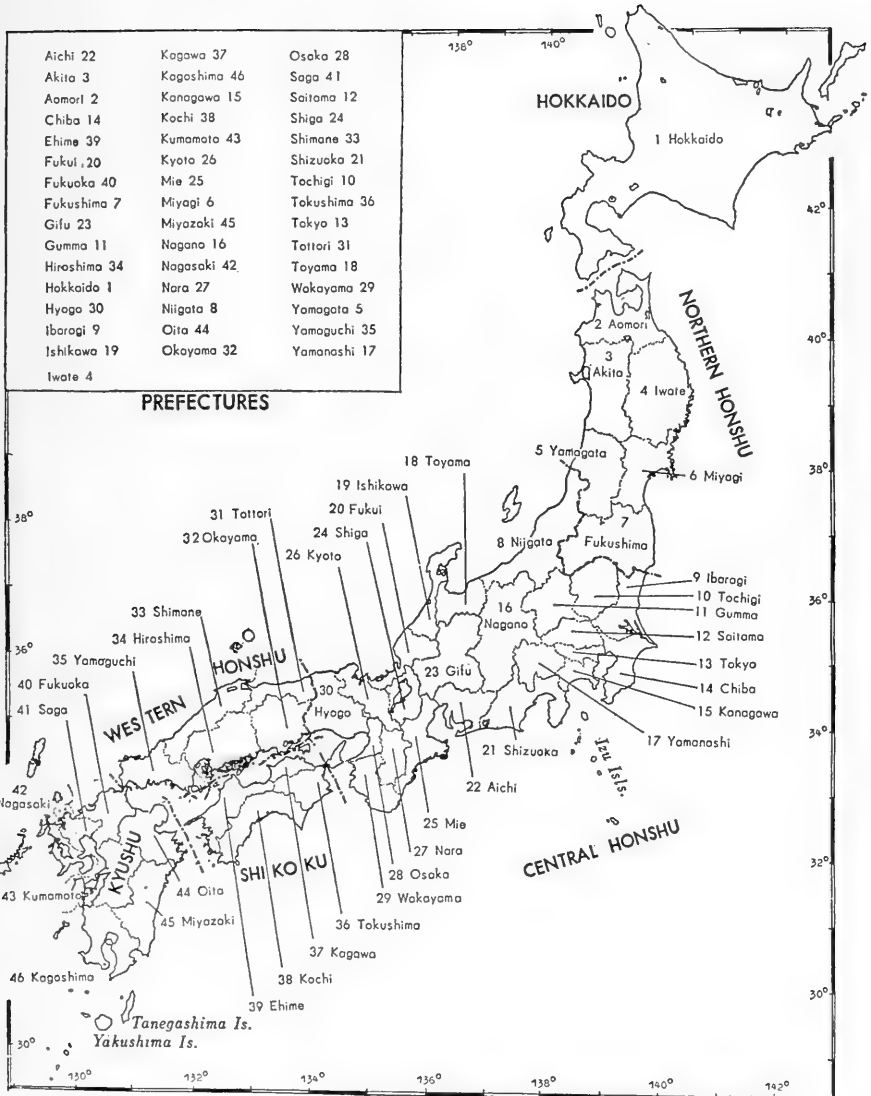 Aichi 22
Akita 3
Aomori 2
Chiba 14
Ehime 39
Fukui 20
Fukuoka 40
Fukushima 7
Gifu 23
Gumma 11
Hiroshima 34
Hokkaido 1
Hyogo 30
Ibaragi 9
Ishikawa 19
Iwate 4
Kagawa 37
Kagoshima 46
Kanagawa 15
Kochi 38
Kumamoto 43
Kyoto 26
Mie 25
Miyagi 6
Miyazaki 45
Nagano 16
Nagasaki 42
Nara 27
Niigata 8
Oita 44
Okayama 32
Osaka 28
Saga 41
Saitama 12
Shiga 24
Shimane 33
Shizuoka 21
Tochigi 10
Tokushima 36
Tokyo 13
Tottori 31
Toyama 18
Wakayama 29
Yamagata 5
Yamaguchi 35
Yamanashi 17
PREFECTURES
138°
140°
HOKKAIDO
1 Hokkaido
42°
NORTHERN HONSHU
2 Aomori
40°
3
Akita
4 Iwate
5 Yamagata
6 Miyagi
38°
18 Toyama
19 Ishikawa
20 Fukui
24 Shiga
26 Kyoto
31 Tottori
32 Okayama
38°
7
Fukushima
8 Niigata
9 Ibaragi
10 Tochigi
11 Gumma
12 Saitama
13 Tokyo
14 Chiba
15 Kanagawa
17 Yamanashi
36°
16
Nagano
33 Shimane
34 Hiroshima
35 Yamaguchi
40 Fukuoka
41 Saga
36°
WESTERN HONSHU
30
Hyogo
23 Gifu
34°
21 Shizuoka
22 Aichi
Izu Isls.
42
Nagasaki
25 Mie
27 Nara
28 Osaka
29 Wakayama
CENTRAL HONSHU
32°
KYUSHU
SHIKOKU
43 Kumamoto
44 Oita
45 Miyazaki
36 Tokushima
37 Kagawa
38 Kochi
39 Ehime
46 Kagoshima
30°
Tanegashima Is.
Yakushima Is.
30°
130°
132°
134°
136°
138°
140°
142°